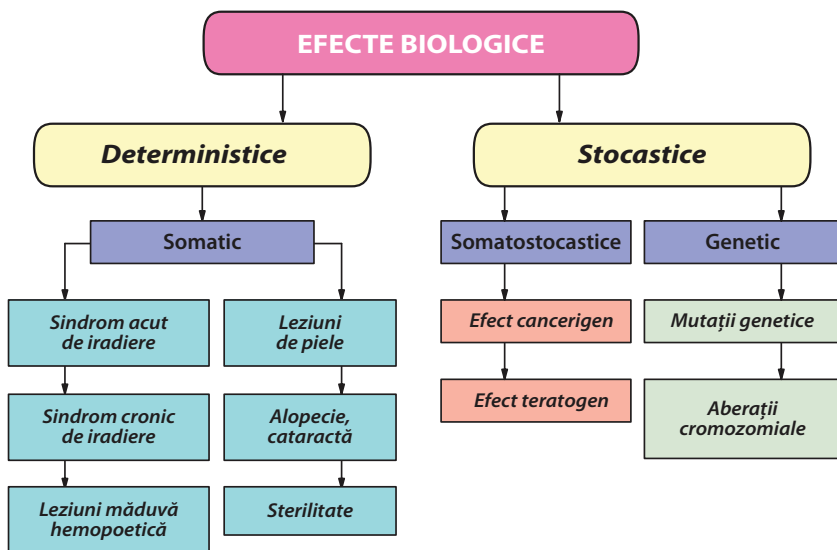 EFECTE BIOLOGICE
Deterministice
Stocastice
Somatic
Somatostocastice
Genetic
Sindrom acut
de iradiere
Leziuni
de piele
Efect cancerigen
Mutații genetice
Sindrom cronic
de iradiere
Alopecie,
cataractă
Efect teratogen
Aberații
cromozomiale
Leziuni măduvă
hemopoetică
Sterilitate